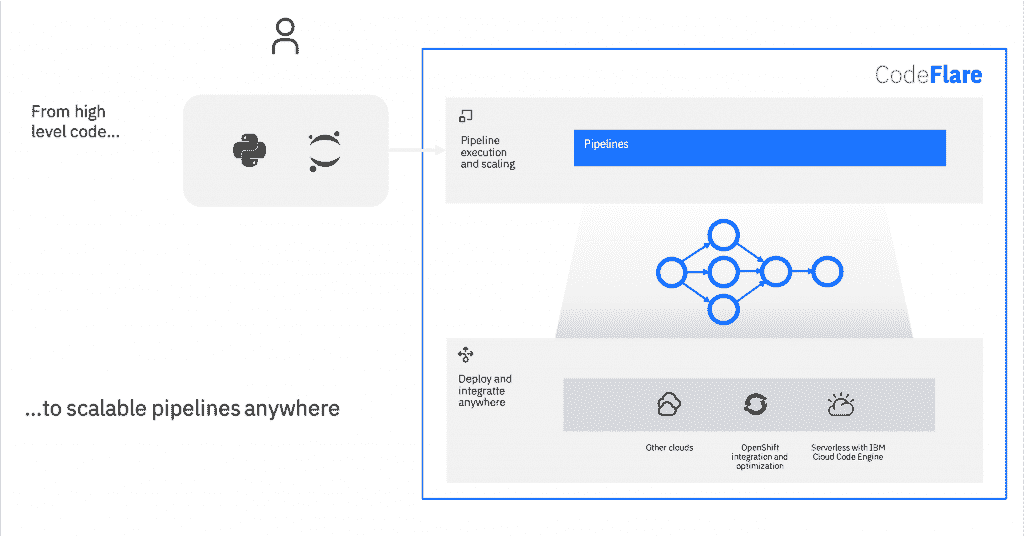 From high
level code...
CodeFlare
Pipeline
execution
and scaling
Pipelines
Deploy and
integratte
anywhere
...to scalable pipelines anywhere
Other clouds
OpenShift
integration and
optimization
Serverless with IBM
Cloud Code Engine